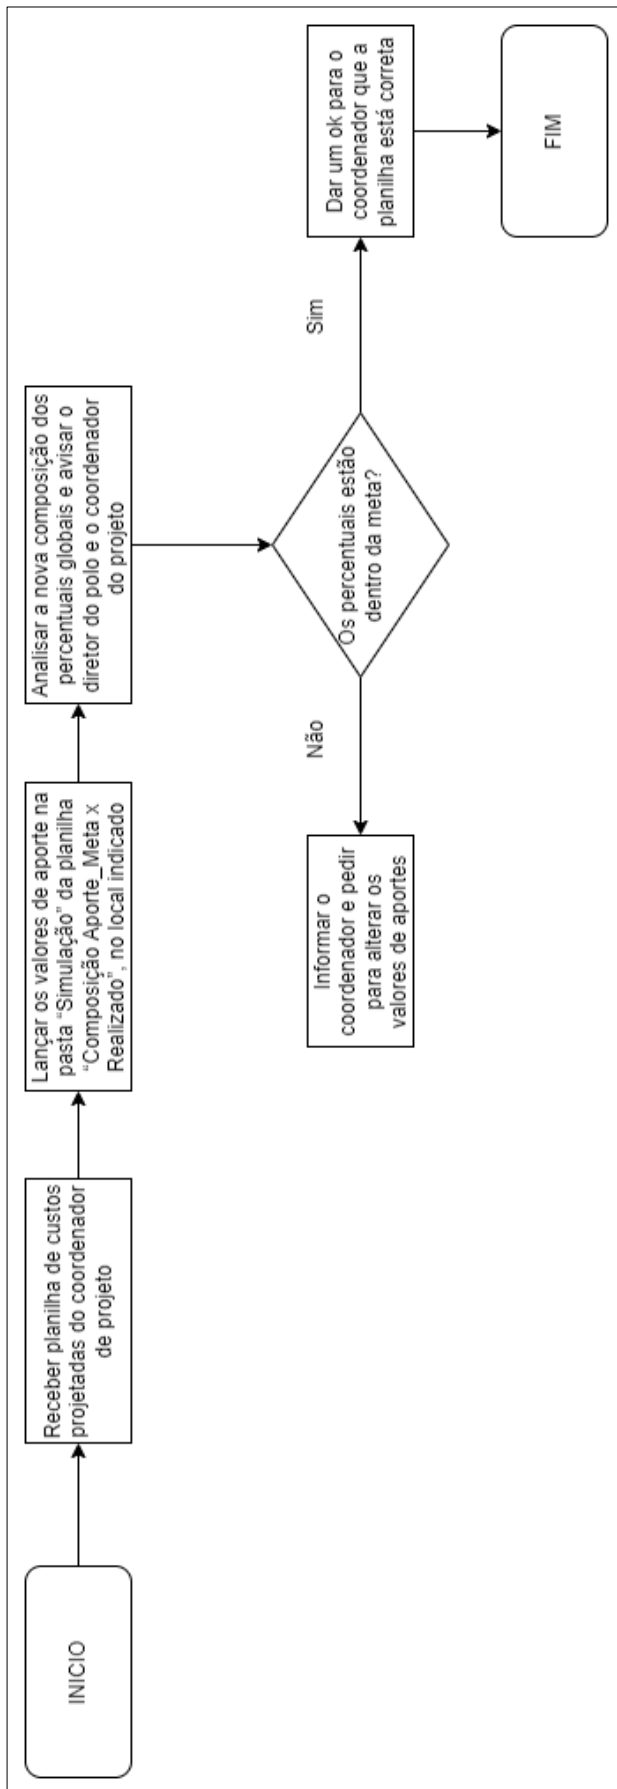 INICIO
Receber planilha de custos
projetadas do coordenador
de projeto
Lançar os valores de aporte na
pasta “Simulação” da planilha
“Composição Aporte_Meta x
Realizado”, no local indicado
Analisar a nova composição dos
percentuais globais e avisar o
diretor do polo e o coordenador
do projeto
Os percentuais estão
dentro da meta?
Não
Informar o
coordenador e pedir
para alterar os
valores de aportes
Sim
Dar um ok para o
coordenador que a
planilha está correta
FIM